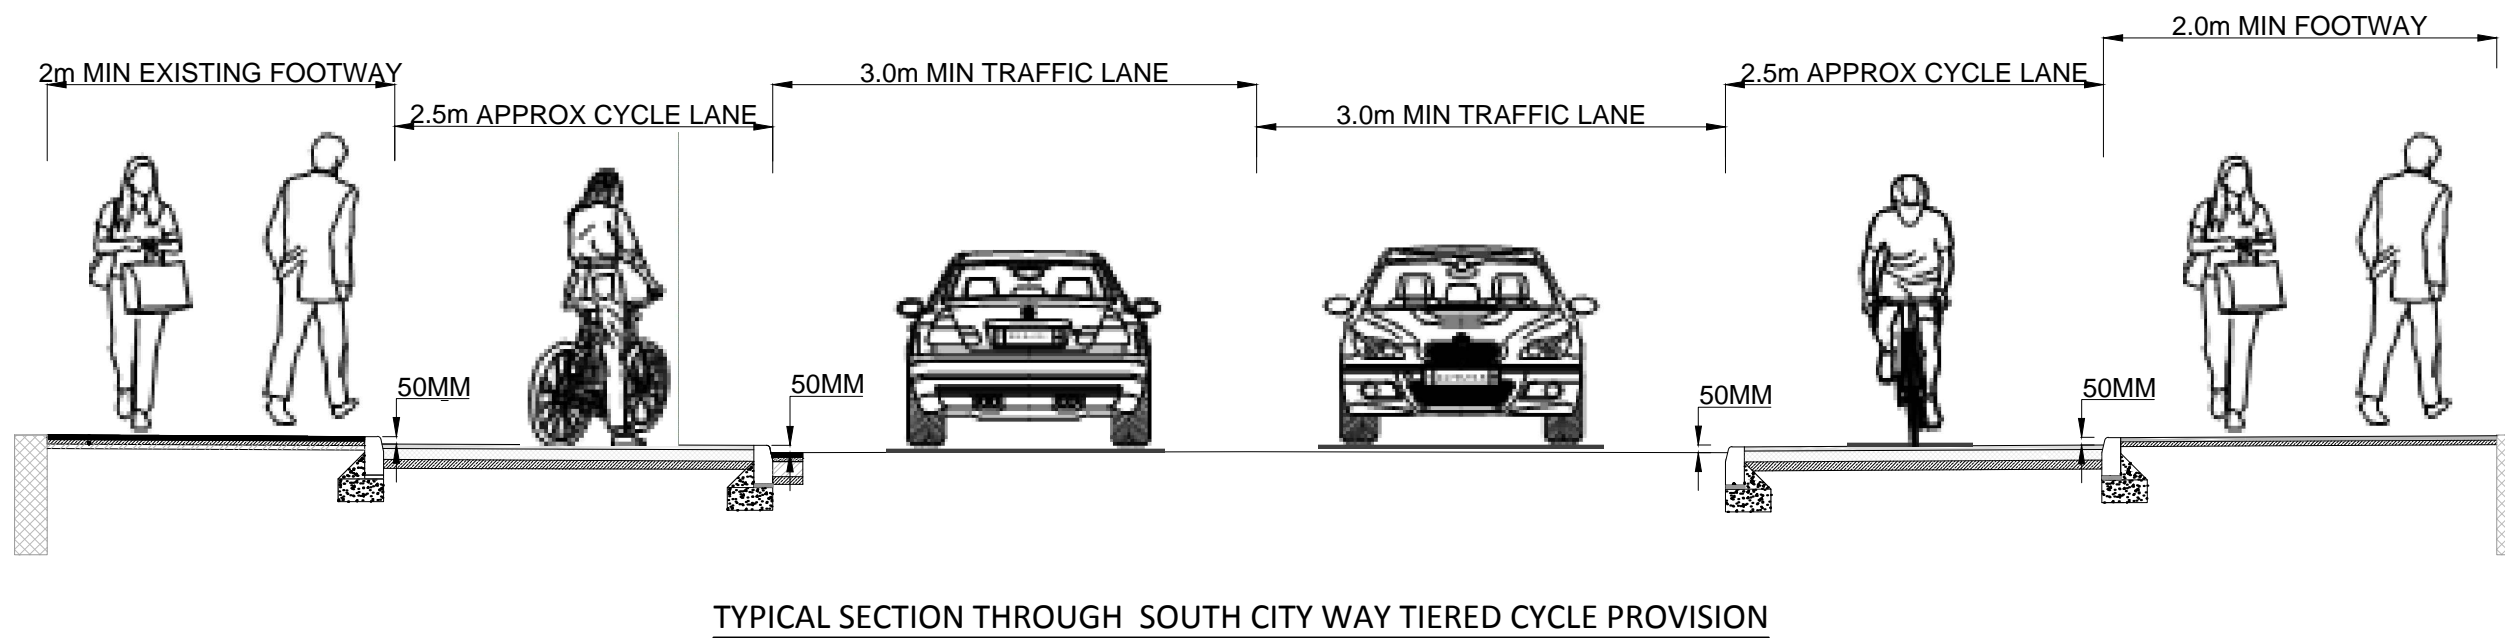 2m MIN EXISTING FOOTWAY
2.5m APPROX CYCLE LANE
3.0m MIN TRAFFIC LANE
3.0m MIN TRAFFIC LANE
2.5m APPROX CYCLE LANE
2.0m MIN FOOTWAY
50MM
50MM
50MM
50MM
TYPICAL SECTION THROUGH SOUTH CITY WAY TIERED CYCLE PROVISION